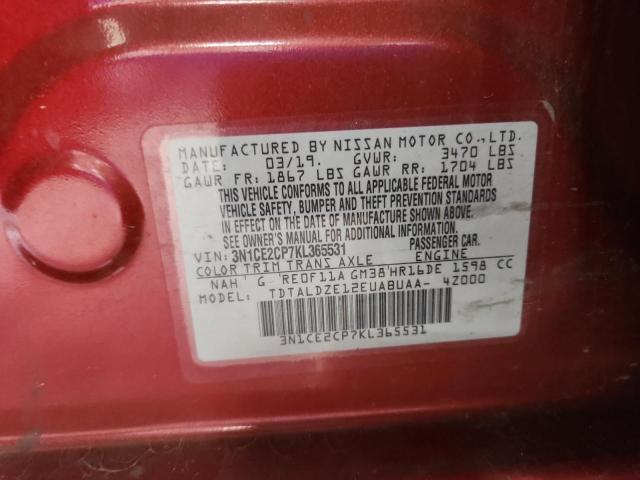 MANUFACTURED BY NISSAN MOTOR CO.,LTD.
DATE: 03/19. GVWR: 3470 LBS
GAWR FR: 1867 LBS GAWR RR: 1704 LBS
THIS VEHICLE CONFORMS TO ALL APPLICABLE FEDERAL MOTOR
VEHICLE SAFETY, BUMPER AND THEFT PREVENTION STANDARDS
IN EFFECT ON THE DATE OF MANUFACTURE SHOWN ABOVE.
SEE OWNER'S MANUAL FOR ADDITIONAL INFORMATION.
VIN: 3N1CE2CP7KL365531 PASSENGER CAR.
COLOR TRIM TRANS AXLE ENGINE
NAH G RE0F11A GM38 HR16DE 1598 CC
MODEL: TDTALDZE12EUABUAA- 4Z000
3N1CE2CP7KL365531